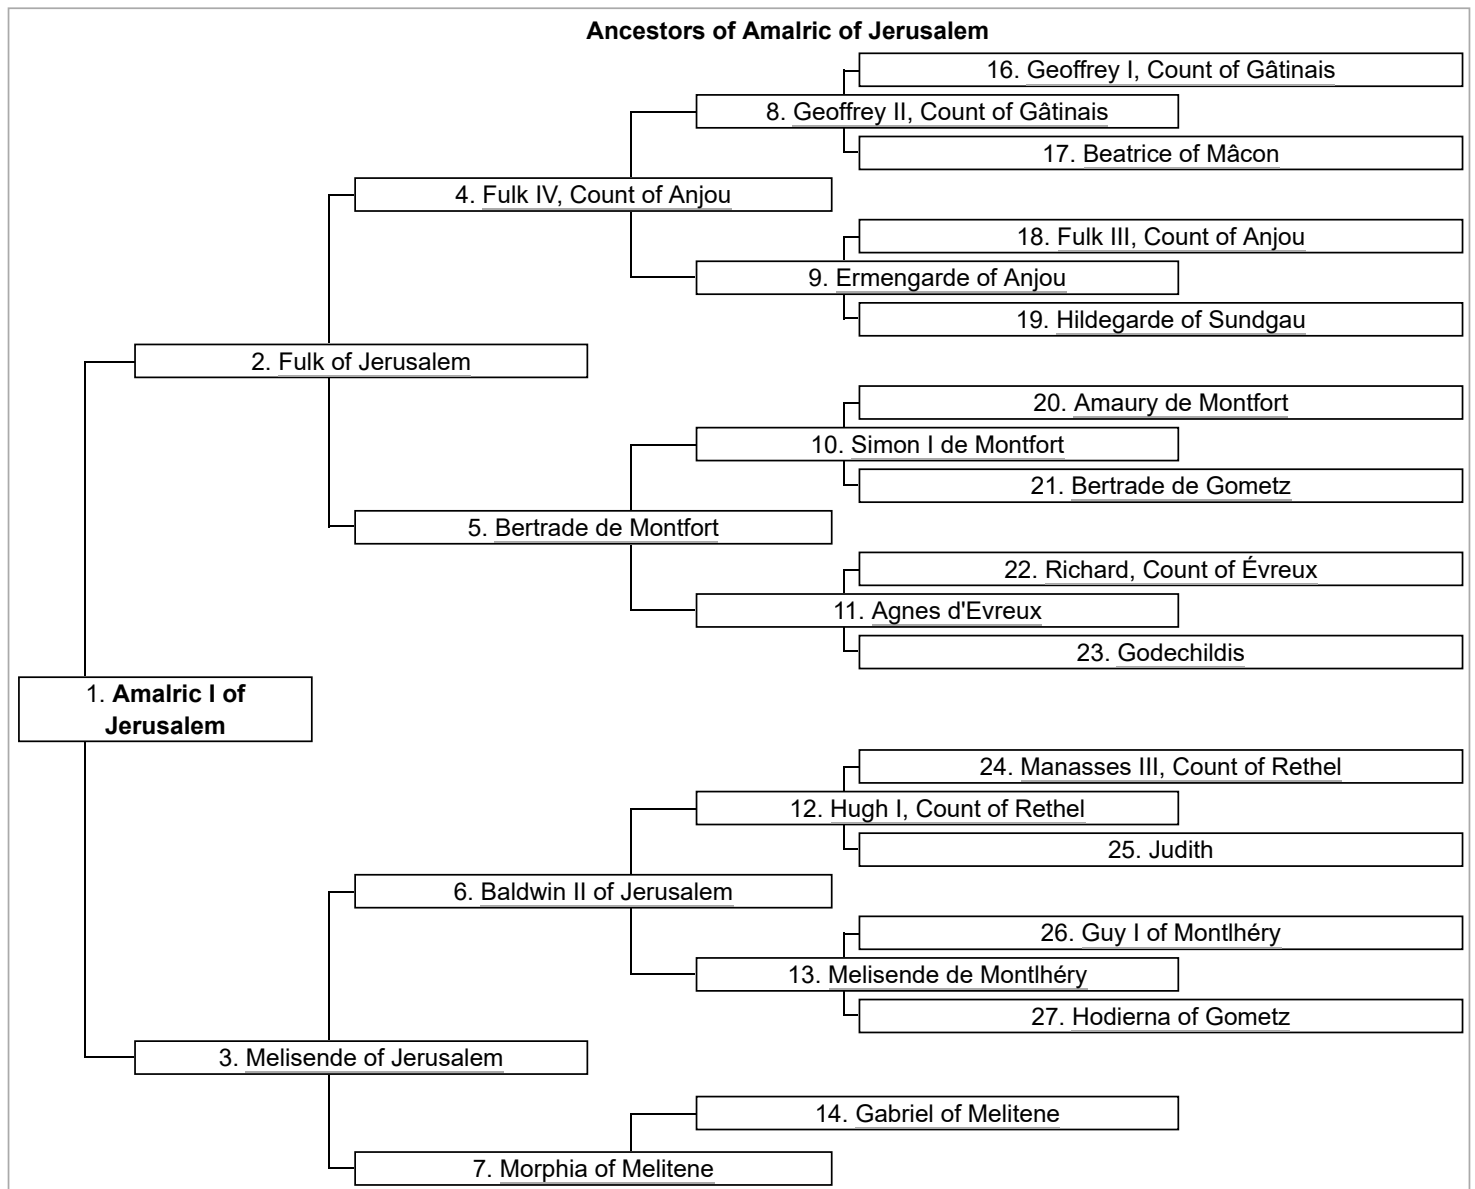 Ancestors of Amalric of Jerusalem
16. Geoffrey I, Count of Gâtinais
8. Geoffrey II, Count of Gâtinais
17. Beatrice of Mâcon
4. Fulk IV, Count of Anjou
18. Fulk III, Count of Anjou
9. Ermengarde of Anjou
19. Hildegarde of Sundgau
2. Fulk of Jerusalem
20. Amaury de Montfort
10. Simon I de Montfort
21. Bertrade de Gometz
5. Bertrade de Montfort
22. Richard, Count of Évreux
11. Agnes d'Evreux
23. Godechildis
1. Amalric I of
Jerusalem
24. Manasses III, Count of Rethel
12. Hugh I, Count of Rethel
25. Judith
6. Baldwin II of Jerusalem
26. Guy I of Montlhéry
13. Melisende de Montlhéry
27. Hodierna of Gometz
3. Melisende of Jerusalem
14. Gabriel of Melitene
7. Morphia of Melitene